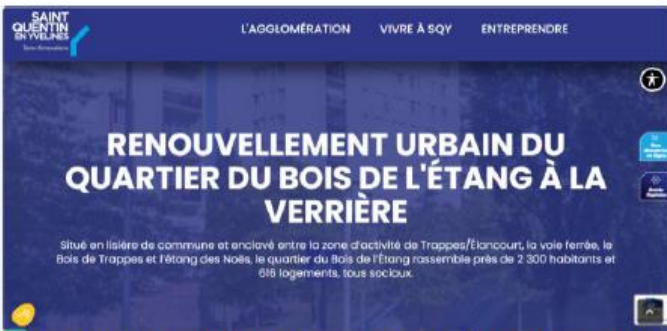 SAINT
QUENTIN
EN YVELINES
Terre d'innovations
L'AGGLOMÉRATION VIVRE À SQY ENTREPRENDRE
RENOUVELLEMENT URBAIN DU
QUARTIER DU BOIS DE L'ÉTANG À LA
VERRIÈRE
Situé en lisière de commune et enclavé entre la zone d'activité de Trappes/Élancourt, la voie ferrée, le
Bois de Trappes et l'étang des Noës, le quartier du Bois de l'Étang rassemble près de 2 300 habitants et
616 logements, tous sociaux.